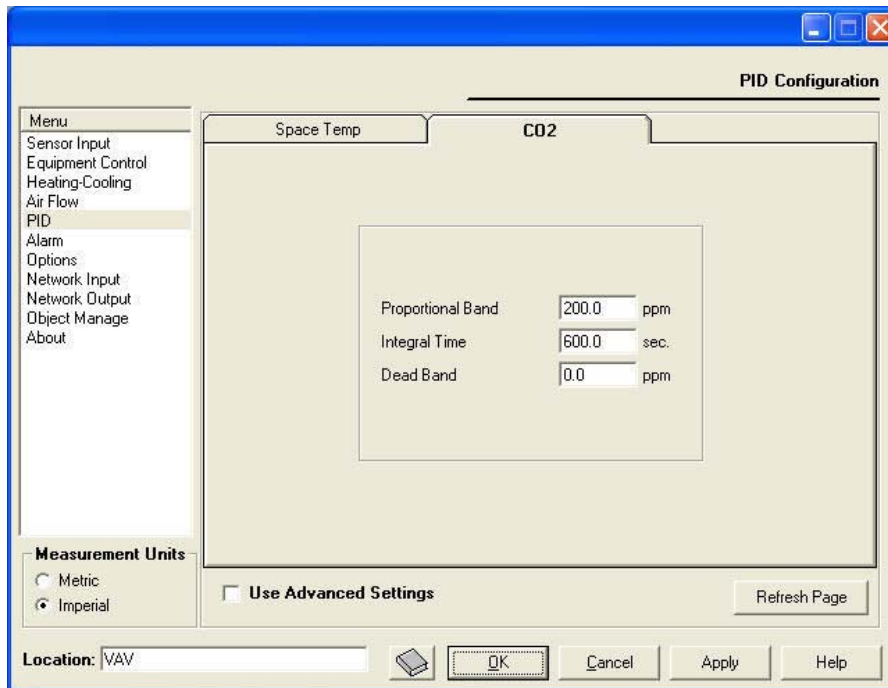 PID Configuration
Menu
Sensor Input
Equipment Control
Heating-Cooling
Air Flow
PID
Alarm
Options
Network Input
Network Output
Object Manage
About
Space Temp
CO2
Proportional Band 200.0 ppm
Integral Time 600.0 sec.
Dead Band 0.0 ppm
Measurement Units
Metric
Imperial
Use Advanced Settings
Refresh Page
Location: VAV
OK
Cancel
Apply
Help